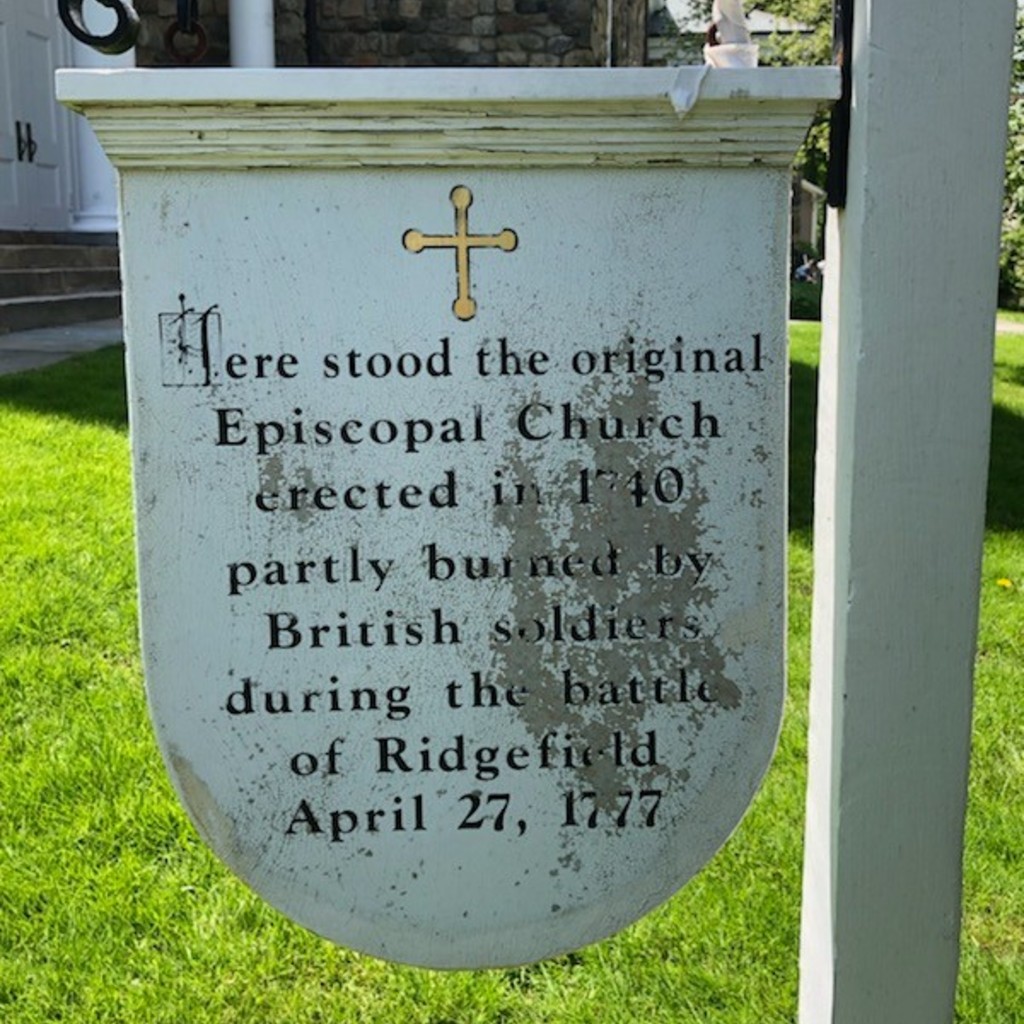 Here stood the original
Episcopal Church
erected in 1740
partly burned by
British soldiers
during the battle
of Ridgefield
April 27, 1777